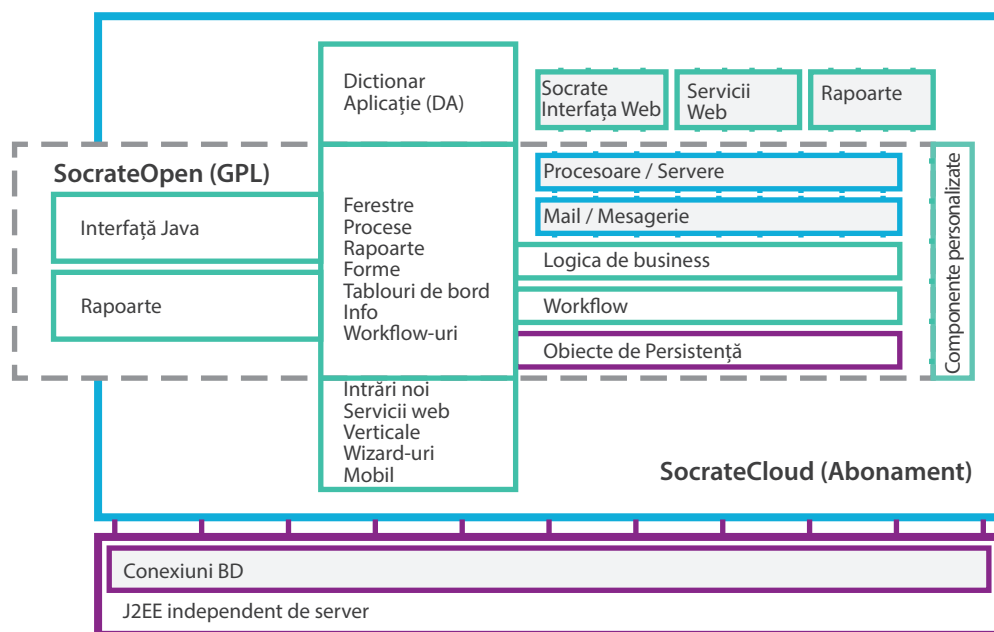 Dictionar
Aplicație (DA)
Socrate
Interfața Web
Servicii
Web
Rapoarte
SocrateOpen (GPL)
Interfață Java
Rapoarte
Ferestre
Procese
Rapoarte
Forme
Tablouri de bord
Info
Workflow-uri
Procesoare / Servere
Mail / Mesagerie
Logica de business
Workflow
Obiecte de Persistență
Componente personalizate
Intrări noi
Servicii web
Verticale
Wizard-uri
Mobil
SocrateCloud (Abonament)
Conexiuni BD
J2EE independent de server